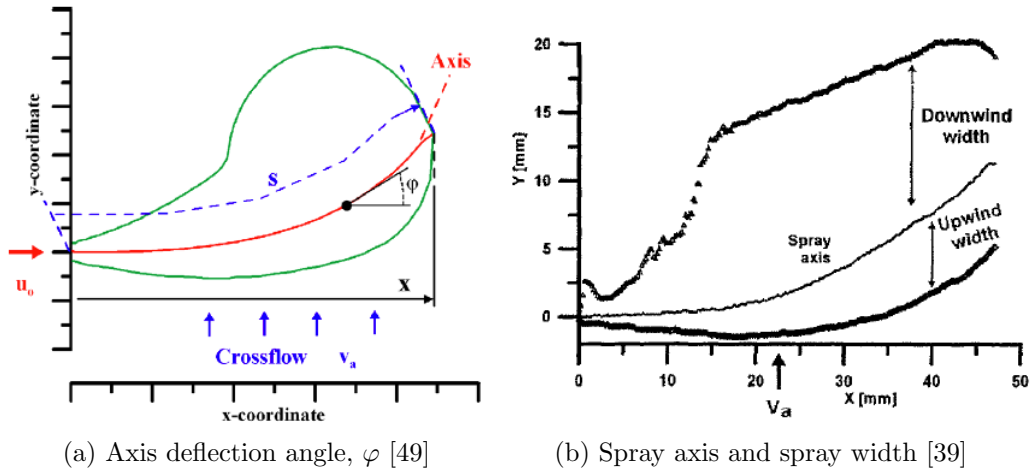 Axis
y-coordinate
s
φ
u₀
x
Crossflow vₐ
x-coordinate
(a) Axis deflection angle, φ [49]
20
15
10
5
0
Y [mm]
Downwind
width
Spray
axis
Upwind
width
0 10 20 30 40 50
Vₐ
X [mm]
(b) Spray axis and spray width [39]